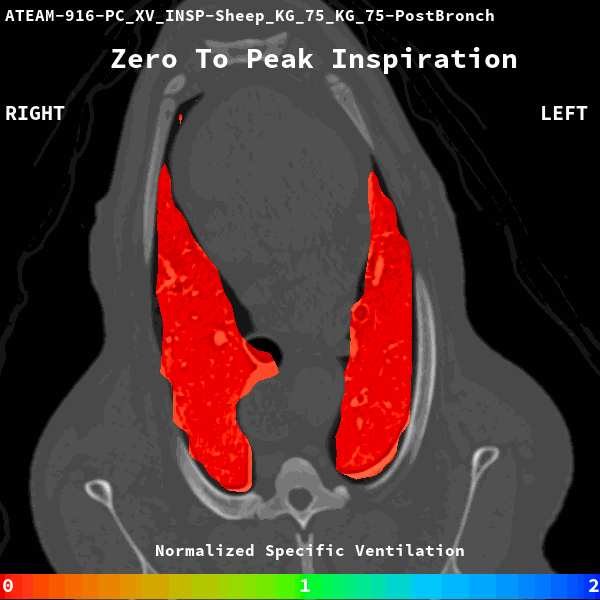 ATEAM-916-PC_XV_INSP-Sheep_KG_75_KG_75-PostBronch
Zero To Peak Inspiration
RIGHT LEFT
Normalized Specific Ventilation
0 1 2